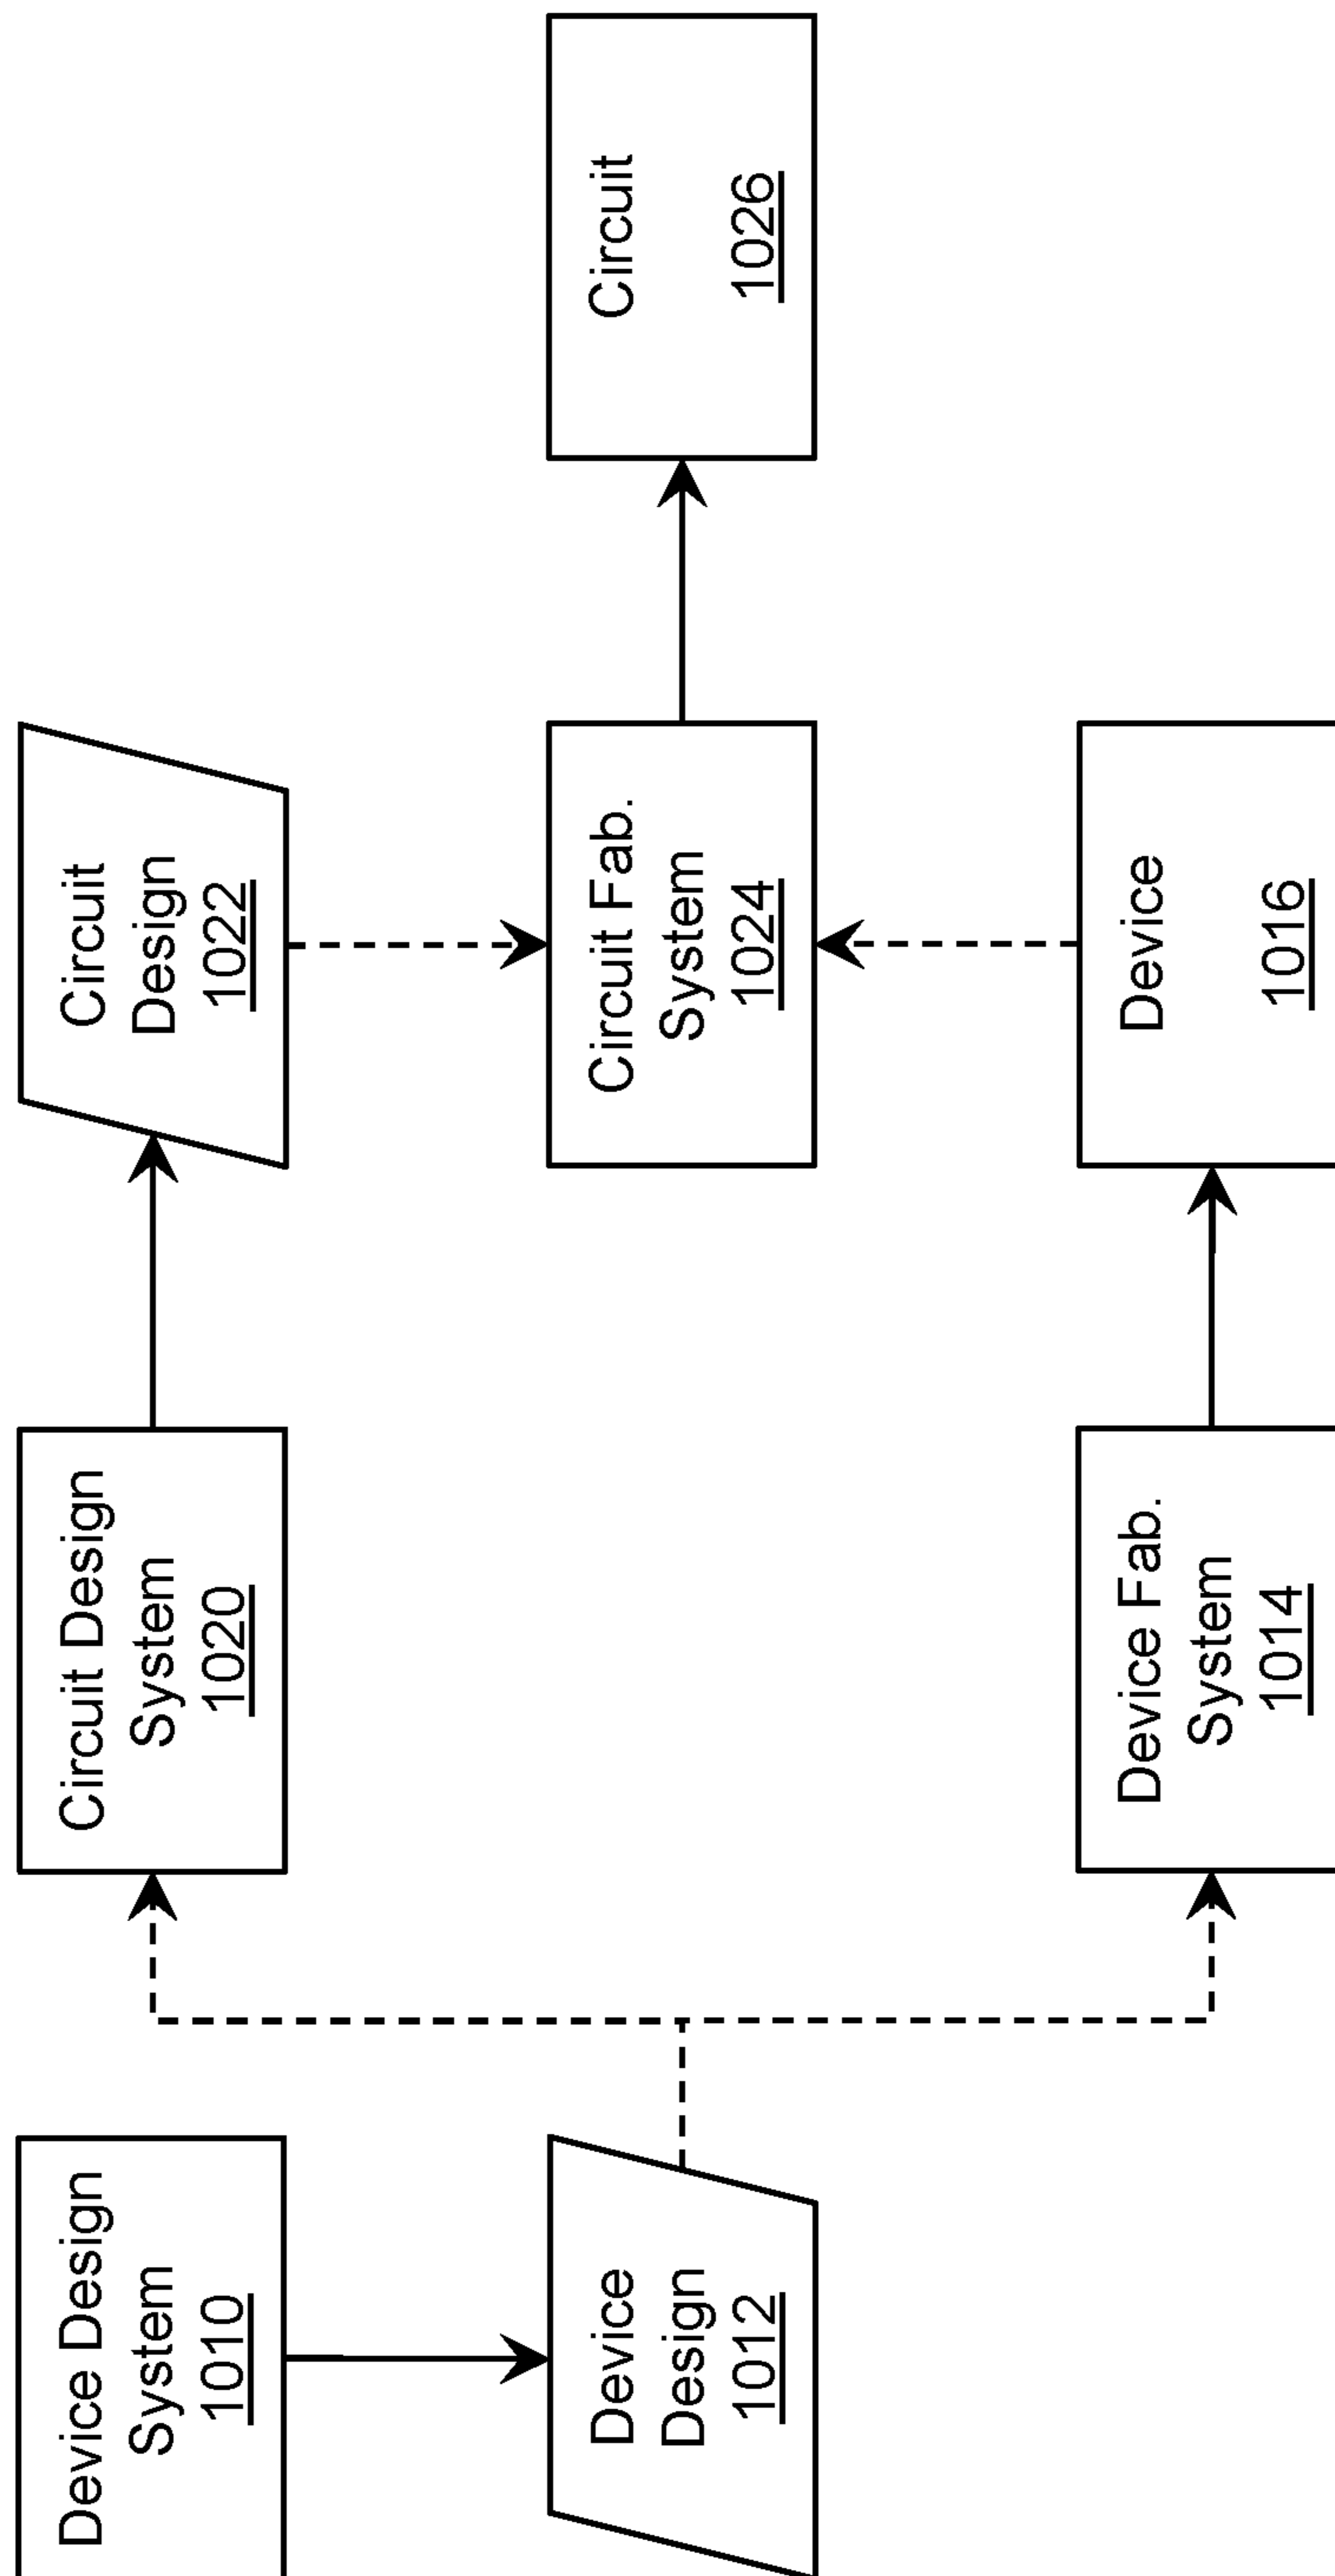 Device Design
System
1010
Device
Design
1012
Circuit Design
System
1020
Device Fab.
System
1014
Circuit
Design
1022
Circuit Fab.
System
1024
Device
1016
Circuit
1026